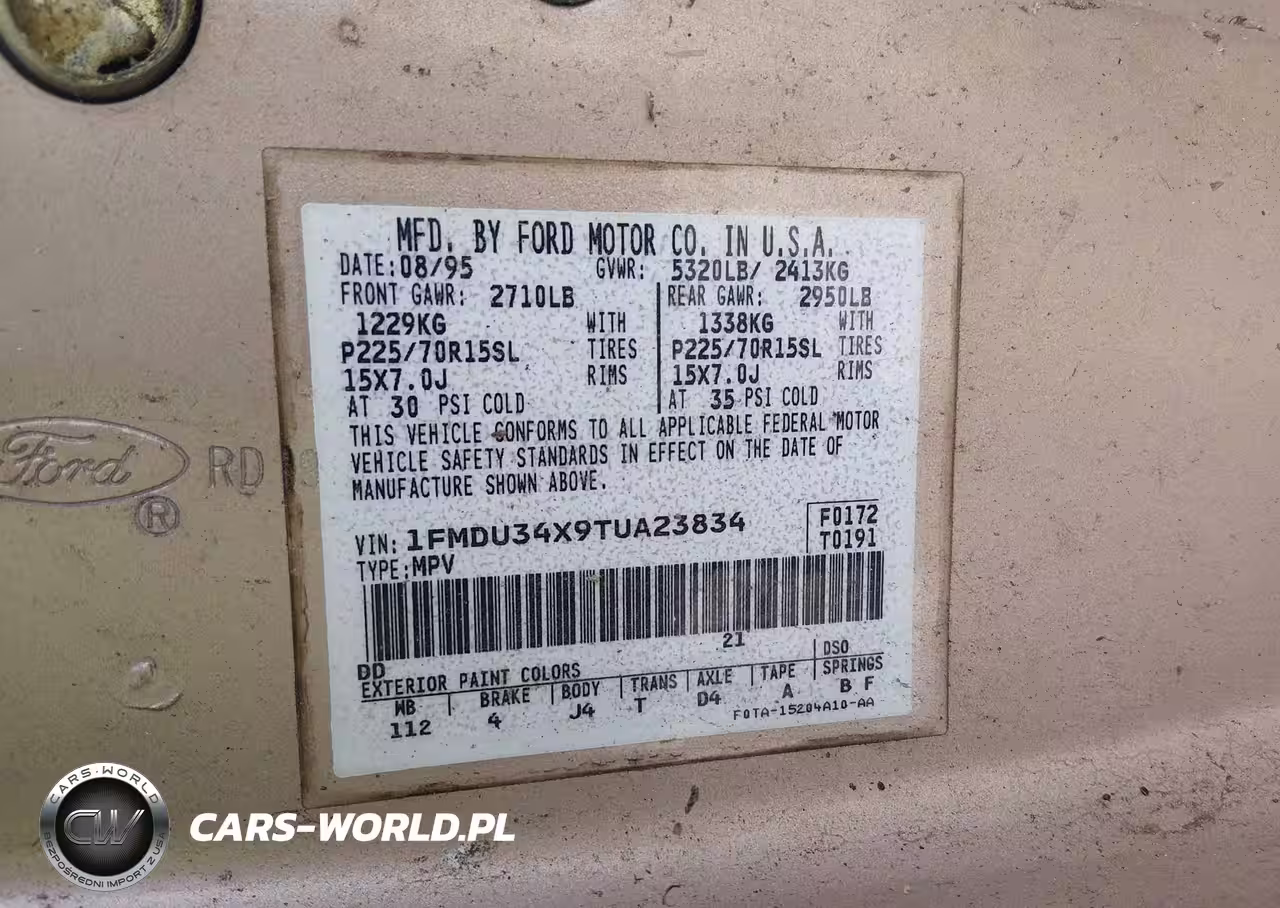 MFD. BY FORD MOTOR CO. IN U.S.A.
DATE: 08/95 GVWR: 5320LB/ 2413KG
FRONT GAWR: 2710LB REAR GAWR: 2950LB
1229KG WITH 1338KG WITH
P225/70R15SL TIRES P225/70R15SL TIRES
15X7.0J RIMS 15X7.0J RIMS
AT 30 PSI COLD AT 35 PSI COLD
THIS VEHICLE CONFORMS TO ALL APPLICABLE FEDERAL MOTOR
VEHICLE SAFETY STANDARDS IN EFFECT ON THE DATE OF
MANUFACTURE SHOWN ABOVE.
Ford ® RD
VIN: 1FMDU34X9TUA23834 F0172
TYPE: MPV T0191
21
DD
EXTERIOR PAINT COLORS DSO
WB BRAKE BODY TRANS AXLE TAPE SPRINGS
112 4 J4 T D4 A B F
F0TA-15204A10-AA
CARS-WORLD
CW
BEZPOŚREDNI IMPORT Z USA
CARS-WORLD.PL